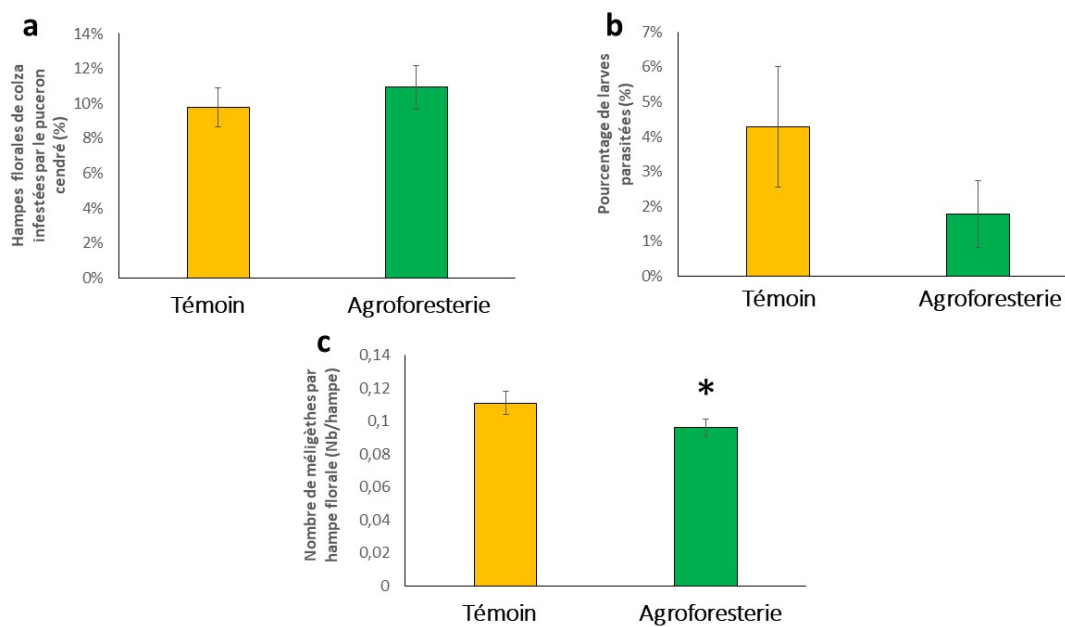 a
Hampes florales de colza
infestées par le puceron
cendré (%)
14%
12%
10%
8%
6%
4%
2%
0%
Témoin Agroforesterie
b
Pourcentage de larves
parasitées (%)
7%
6%
5%
4%
3%
2%
1%
0%
Témoin Agroforesterie
c
Nombre de méligèthes par
hampe florale (Nb/hampe)
0,14
0,12
0,1
0,08
0,06
0,04
0,02
0
*
Témoin Agroforesterie